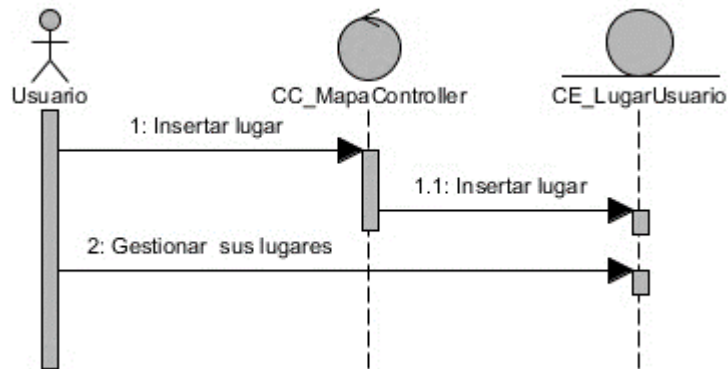 Usuario
CC_MapaController
CE_LugarUsuario
1: Insertar lugar
1.1: Insertar lugar
2: Gestionar sus lugares